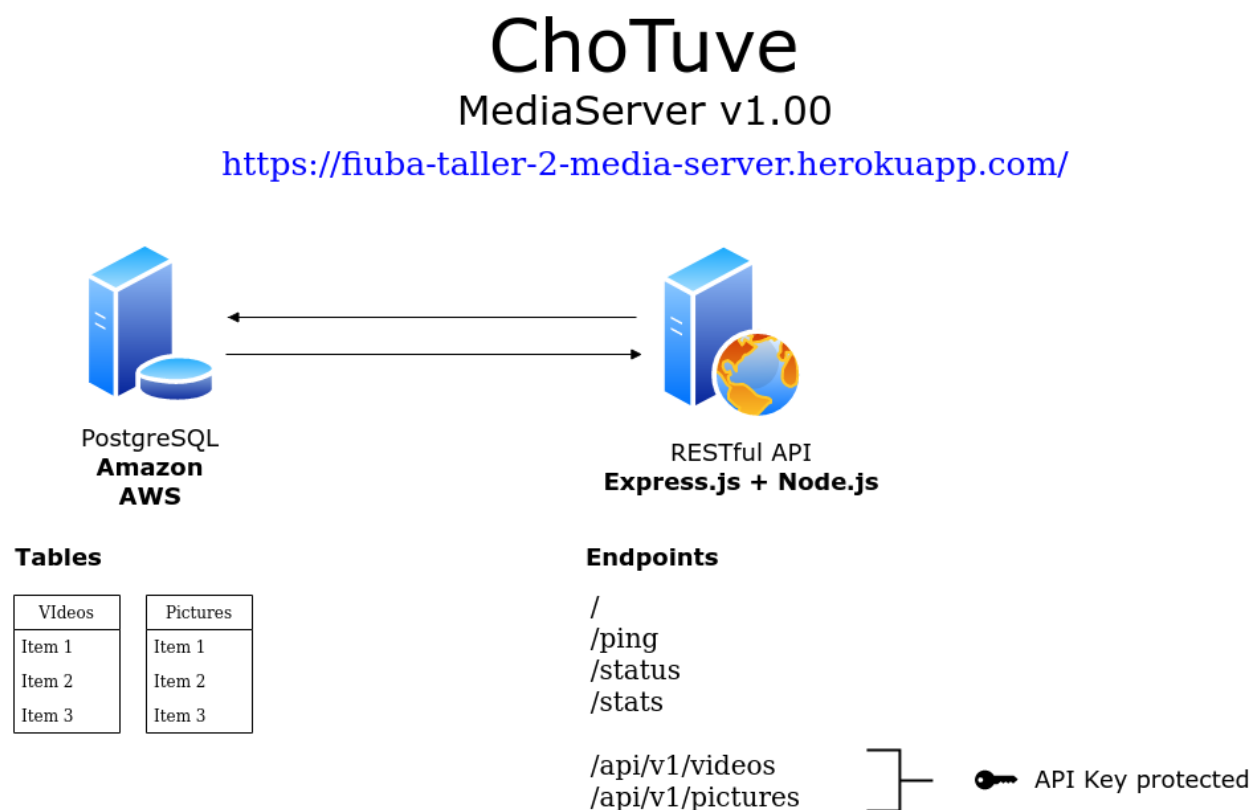 ChoTuve
MediaServer v1.00
https://fiuba-taller-2-media-server.herokuapp.com/
PostgreSQL
Amazon
AWS
RESTful API
Express.js + Node.js
Tables
VIdeos
Item 1
Item 2
Item 3
Pictures
Item 1
Item 2
Item 3
Endpoints
/
/ping
/status
/stats
/api/v1/videos
/api/v1/pictures
API Key protected